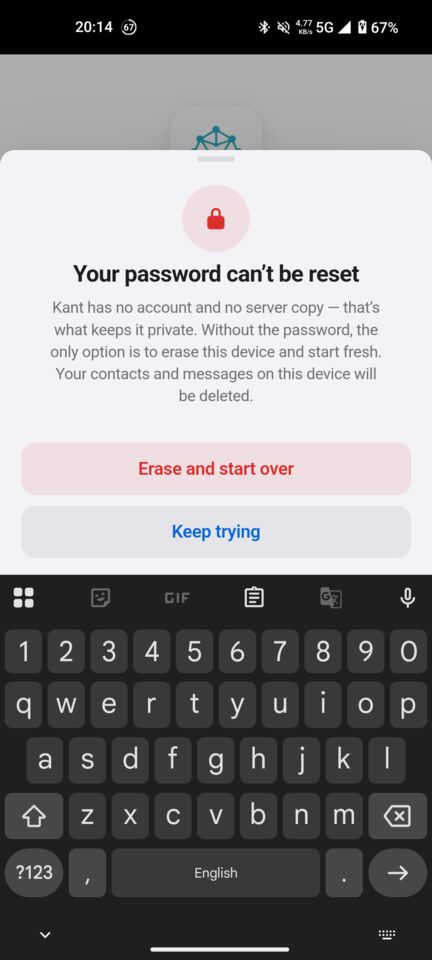 20:14 67 4.77 KB/s 5G 67%
Your password can't be reset
Kant has no account and no server copy — that's
what keeps it private. Without the password, the
only option is to erase this device and start fresh.
Your contacts and messages on this device will
be deleted.
Erase and start over
Keep trying
GIF G
1 2 3 4 5 6 7 8 9 0
q w e r t y u i o p
a s d f g h j k l
z x c v b n m
?123 , English .